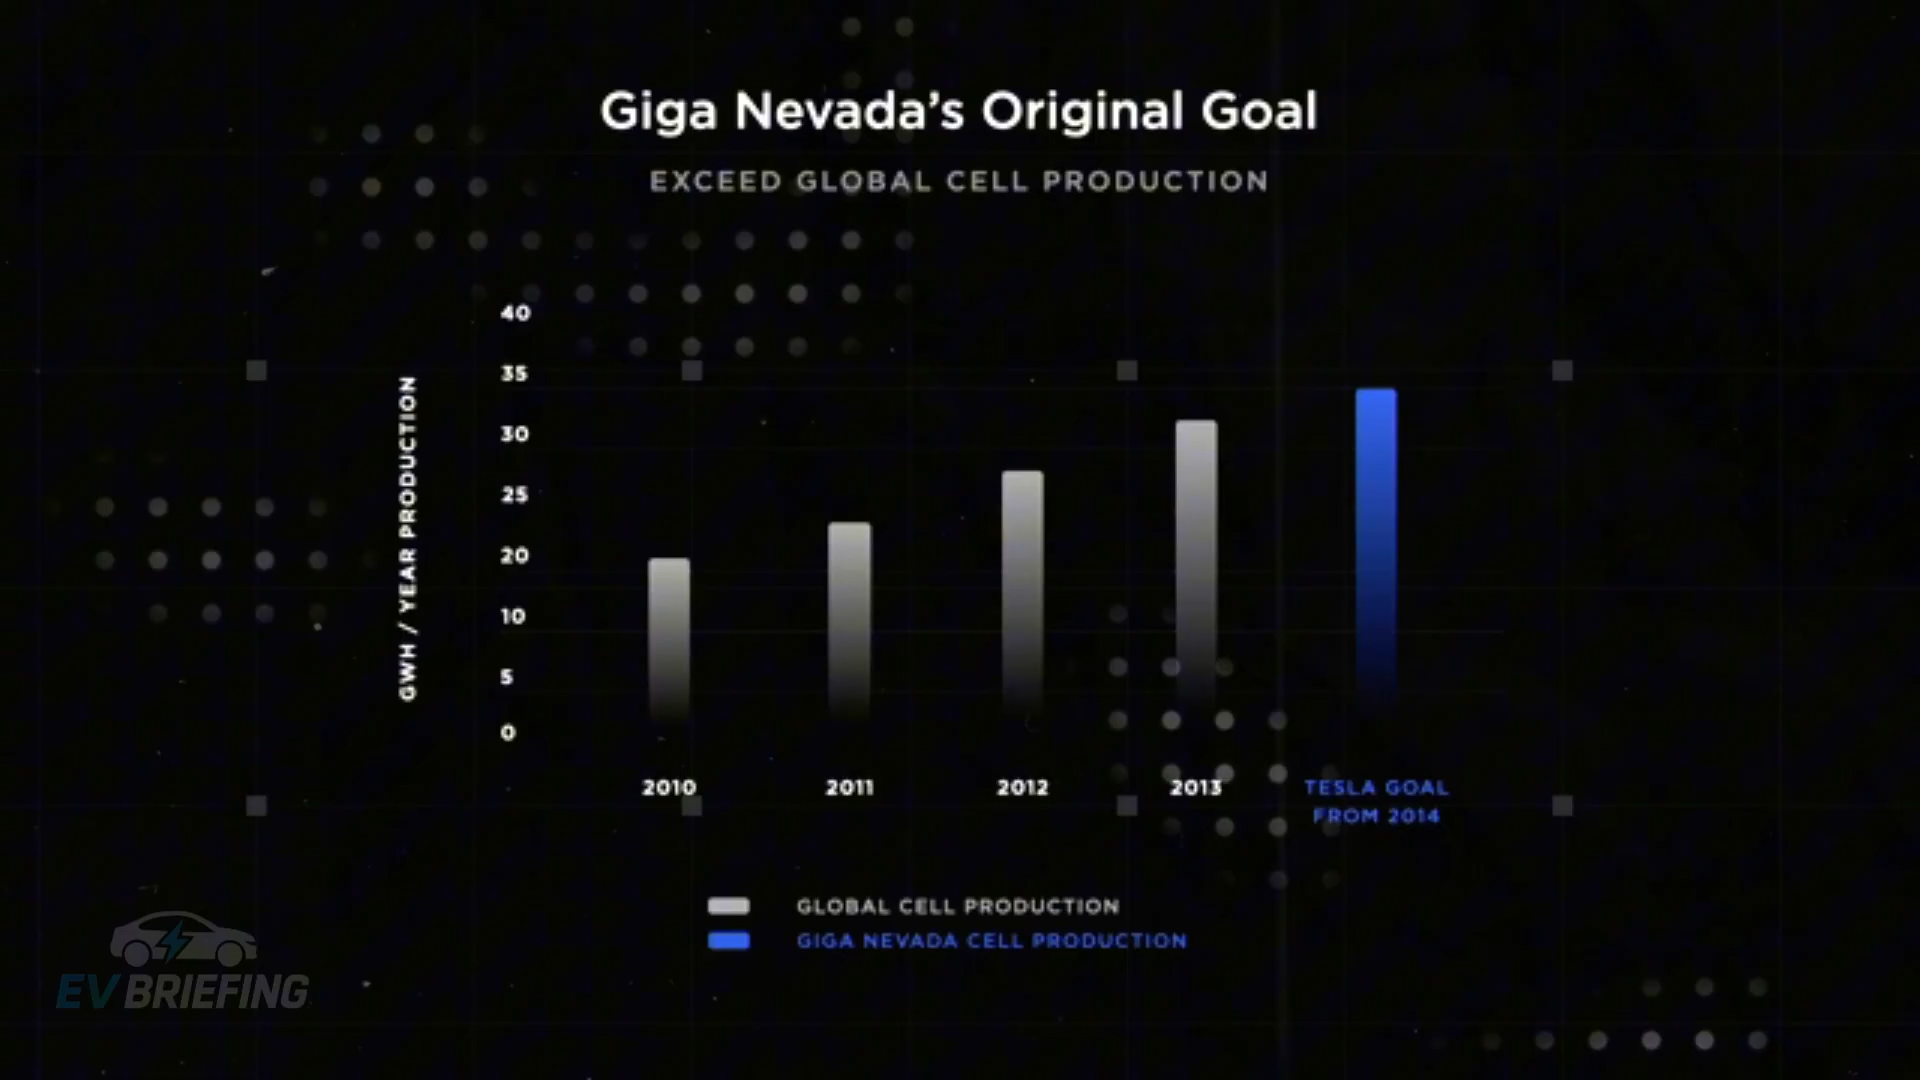 Giga Nevada’s Original Goal
EXCEED GLOBAL CELL PRODUCTION
GWH / YEAR PRODUCTION
40
35
30
25
20
10
5
0
2010
2011
2012
2013
TESLA GOAL
FROM 2014
GLOBAL CELL PRODUCTION
GIGA NEVADA CELL PRODUCTION
EV BRIEFING